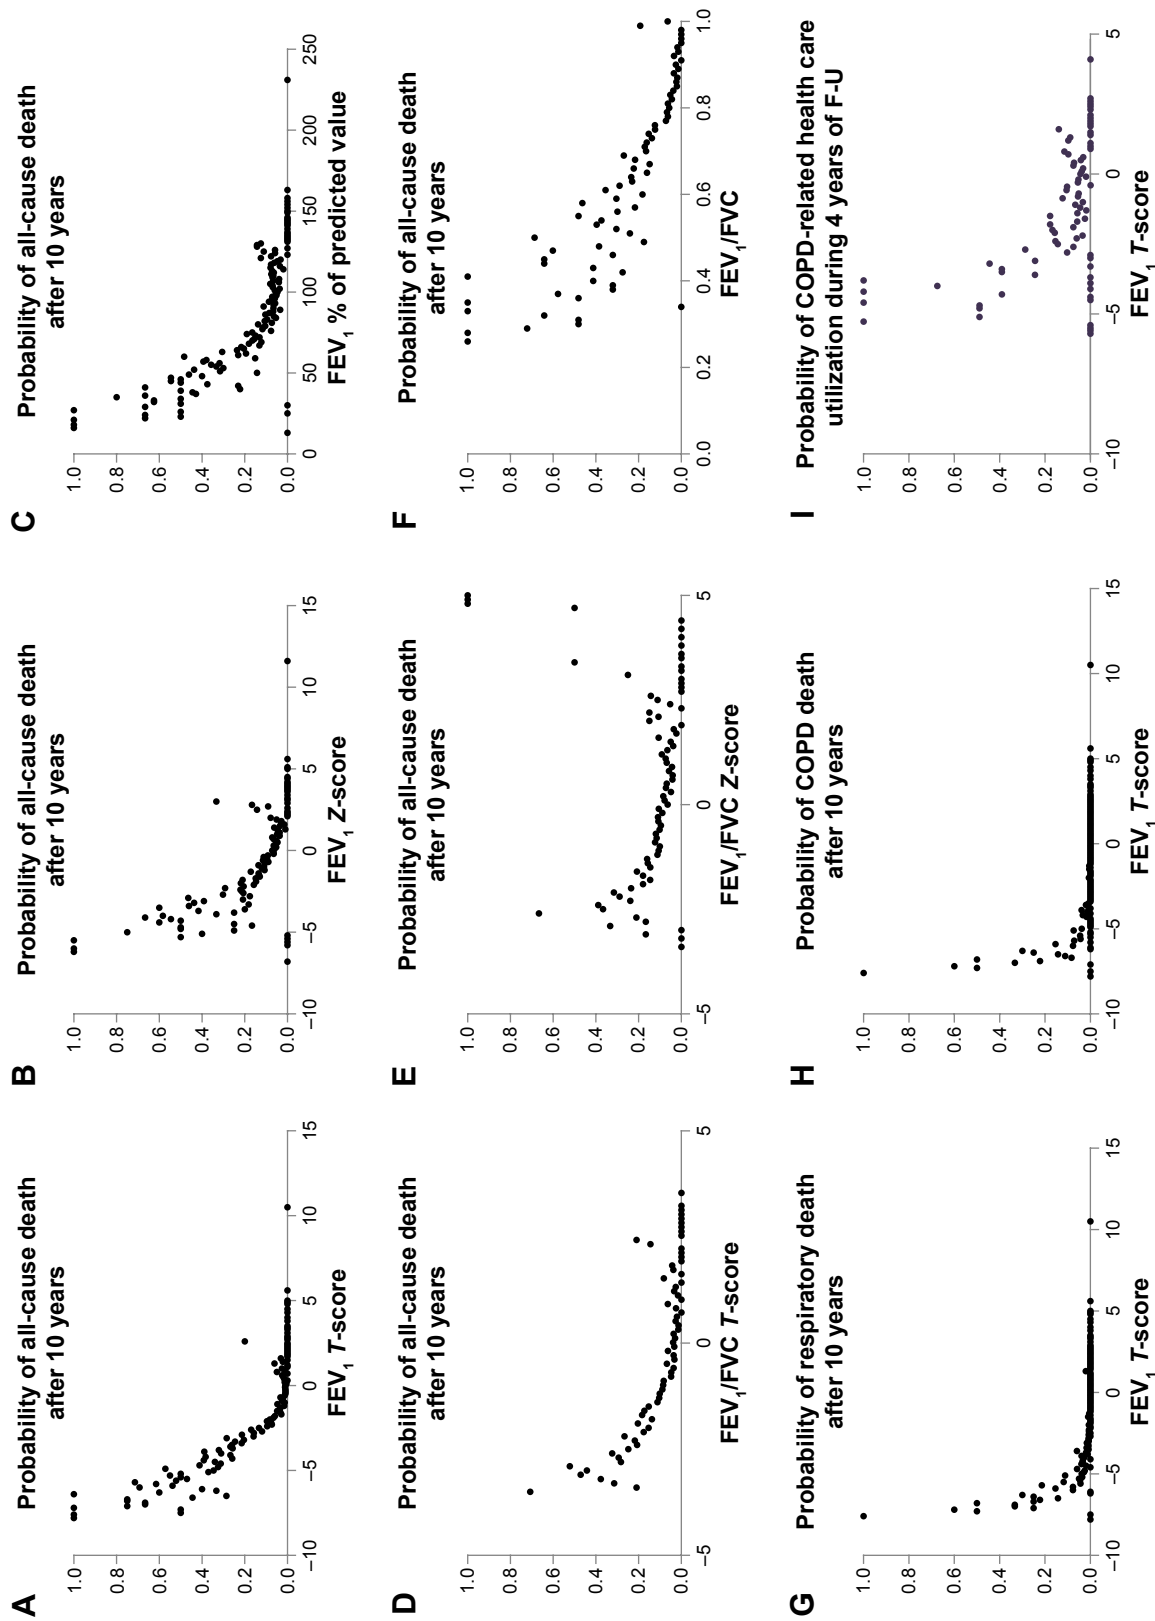 A
Probability of all-cause death
after 10 years
1.0
0.8
0.6
0.4
0.2
0.0
–10
–5
0
5
10
15
FEV1 T-score
B
Probability of all-cause death
after 10 years
1.0
0.8
0.6
0.4
0.2
0.0
–10
–5
0
5
10
15
FEV1 Z-score
C
Probability of all-cause death
after 10 years
1.0
0.8
0.6
0.4
0.2
0.0
0
50
100
150
200
250
FEV1 % of predicted value
D
Probability of all-cause death
after 10 years
1.0
0.8
0.6
0.4
0.2
0.0
–5
0
5
FEV1/FVC T-score
E
Probability of all-cause death
after 10 years
1.0
0.8
0.6
0.4
0.2
0.0
–5
0
5
FEV1/FVC Z-score
F
Probability of all-cause death
after 10 years
1.0
0.8
0.6
0.4
0.2
0.0
0.0
0.2
0.4
0.6
0.8
1.0
FEV1/FVC
G
Probability of respiratory death
after 10 years
1.0
0.8
0.6
0.4
0.2
0.0
–10
–5
0
5
10
15
FEV1 T-score
H
Probability of COPD death
after 10 years
1.0
0.8
0.6
0.4
0.2
0.0
–10
–5
0
5
10
15
FEV1 T-score
I
Probability of COPD-related health care
utilization during 4 years of F-U
1.0
0.8
0.6
0.4
0.2
0.0
–10
–5
0
5
FEV1 T-score